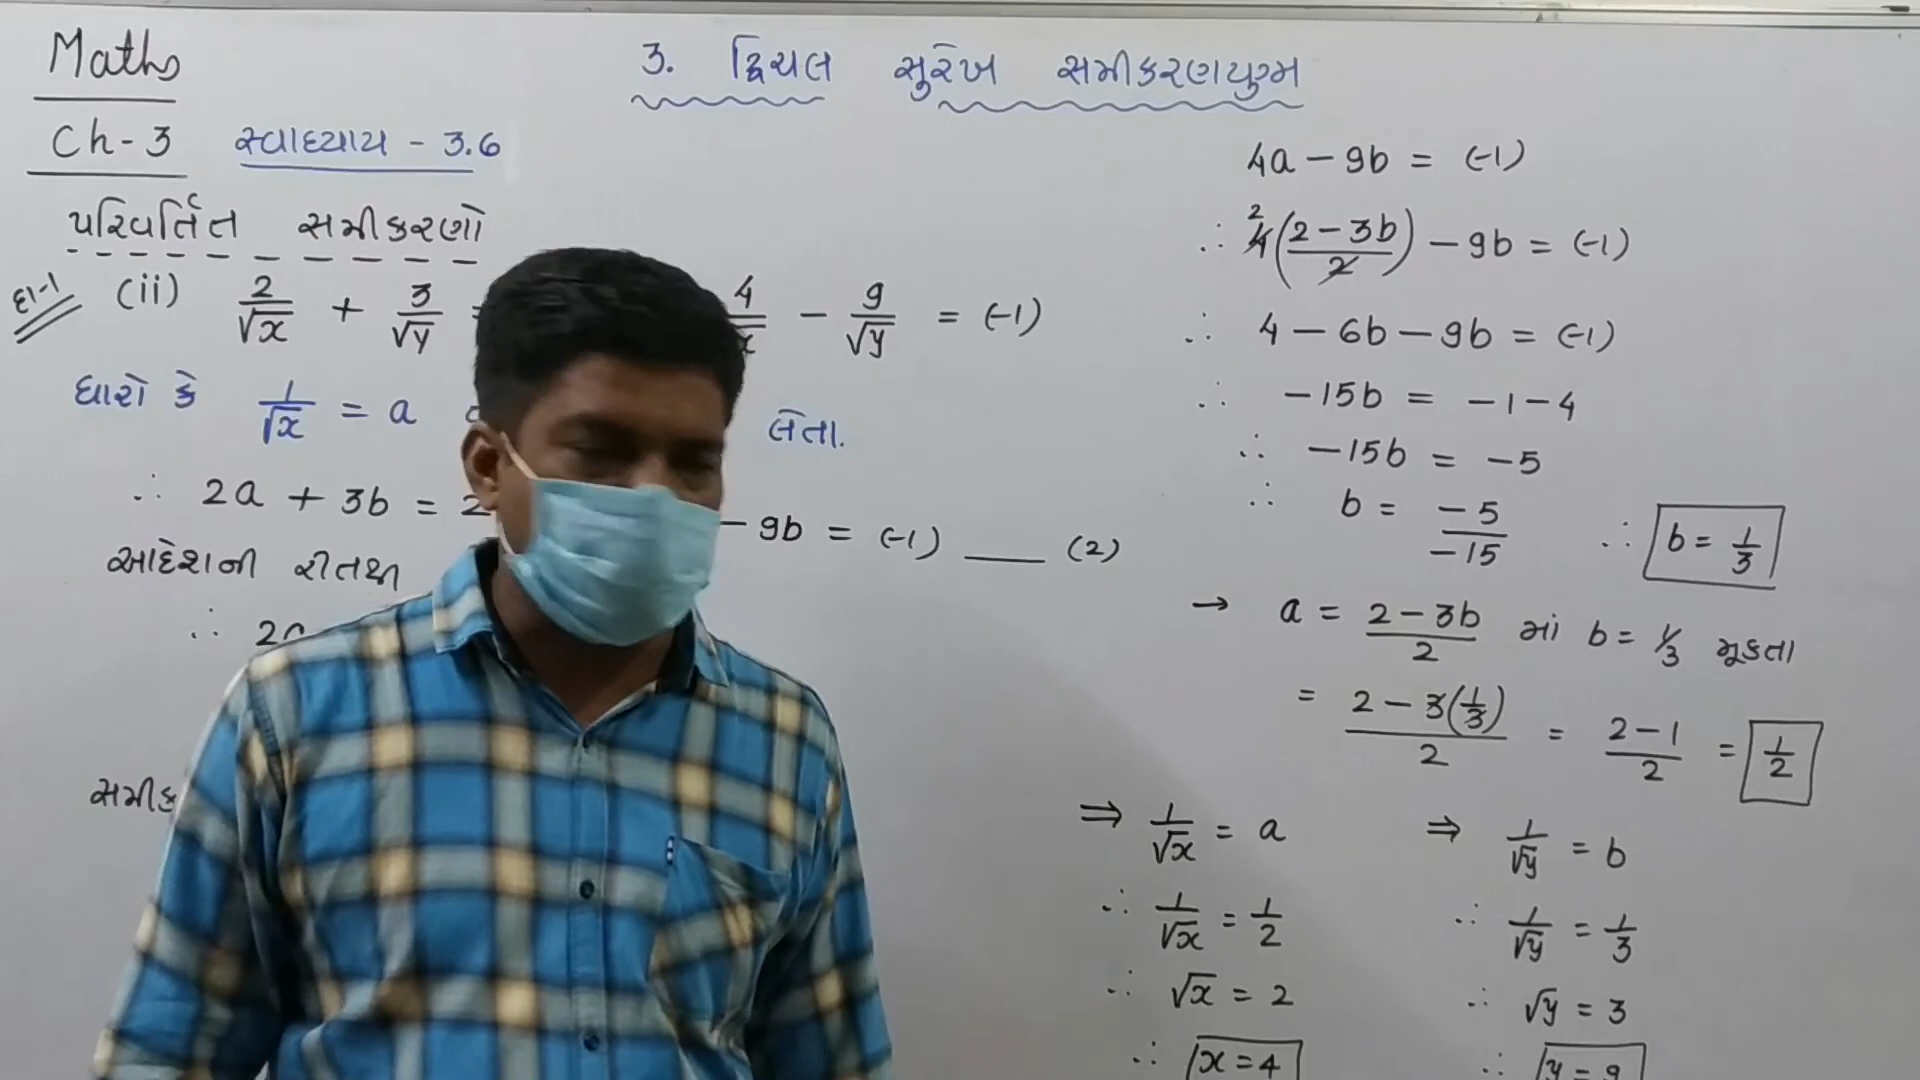 Maths
3. દ્વિચલ સુરેખ સમીકરણયુગ્મ
Ch-3 સ્વાધ્યાય - 3.6
પરિવર્તિત સમીકરણો
દા-1 (ii) 2/√x + 3/√y = 4/ - 9/√y = (-1)
ધારો કે 1/√x = a લેતા.
∴ 2a + 3b = 2 - 9b = (-1) ___ (2)
આદેશની રીતથી
∴ 2a
સમીક
4a - 9b = (-1)
∴ 2 4(2 - 3b / 2) - 9b = (-1)
∴ 4 - 6b - 9b = (-1)
∴ -15b = -1-4
∴ -15b = -5
∴ b = -5/-15 ∴ b = 1/3
→ a = 2-3b/2 માં b = 1/3 મૂકતા
= 2-3(1/3)/2 = 2-1/2 = 1/2
⇒ 1/√x = a ⇒ 1/√y = b
∴ 1/√x = 1/2 ∴ 1/√y = 1/3
∴ √x = 2 ∴ √y = 3
∴ x = 4 ∴ y = 9